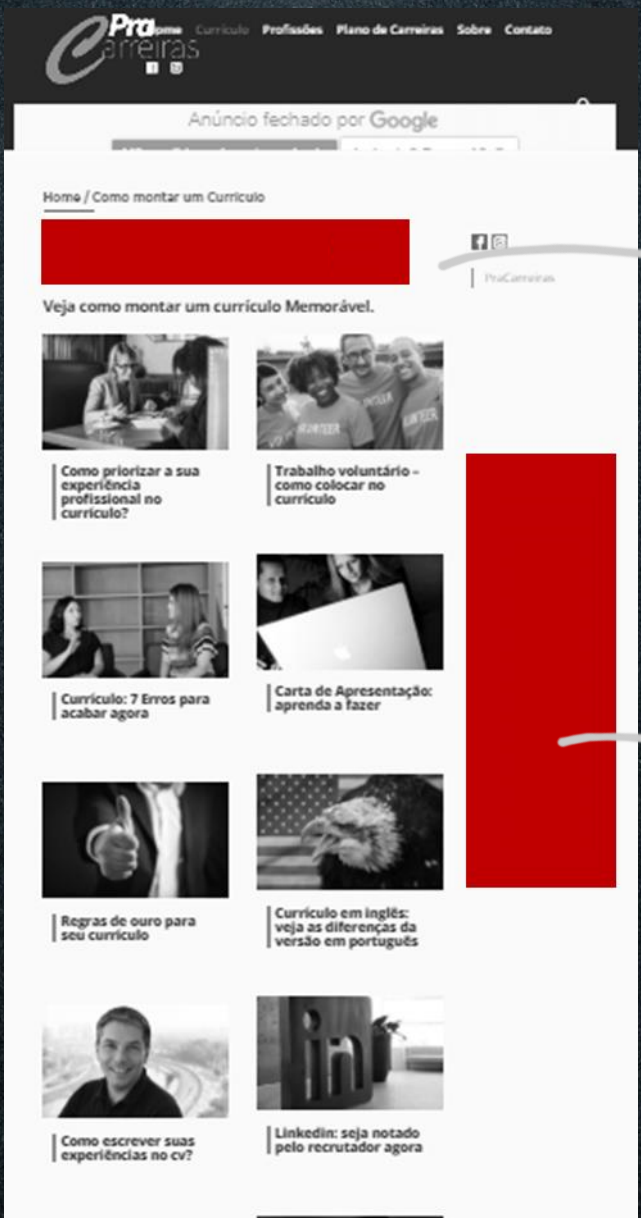 Pra
Carreiras
Home Currículo Profissões Plano de Carreiras Sobre Contato
Anúncio fechado por Google
Home / Como montar um Currículo
PraCarreiras
Veja como montar um currículo Memorável.
Como priorizar a sua
experiência
profissional no
currículo?
Trabalho voluntário –
como colocar no
currículo
VOLUNTEER
VOLUNTEER
Currículo: 7 Erros para
acabar agora
Carta de Apresentação:
aprenda a fazer
Regras de ouro para
seu currículo
Currículo em inglês:
veja as diferenças da
versão em português
in
Como escrever suas
experiências no cv?
Linkedin: seja notado
pelo recrutador agora